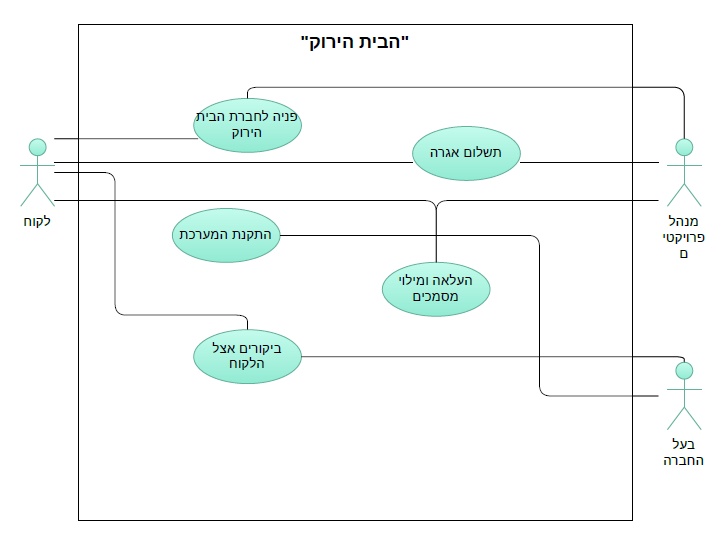 "הבית הירוק"
פניה לחברת הבית
הירוק
תשלום אגרה
לקוח
מנהל
פרויקטי
ם
התקנת המערכת
העלאה ומילוי
מסמכים
ביקורים אצל
הלקוח
בעל
החברה